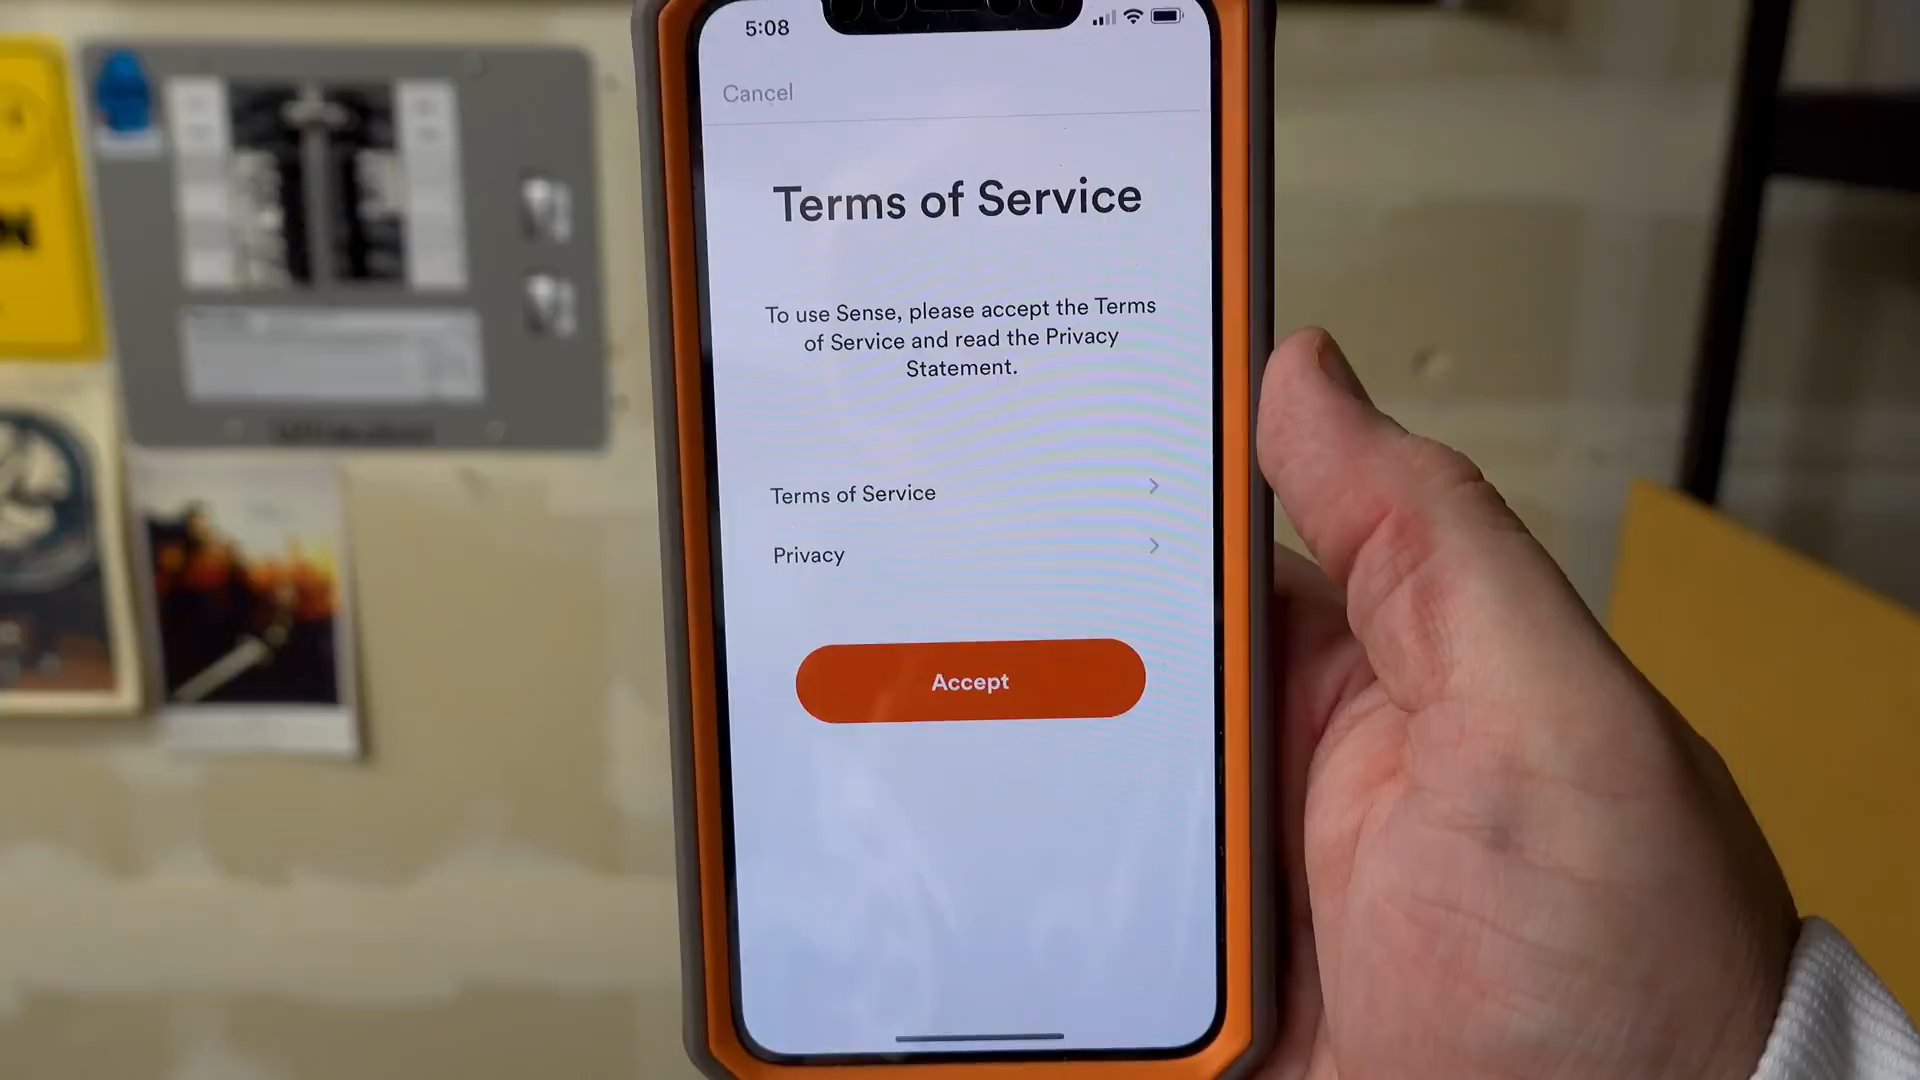 5:08
Cancel
Terms of Service
To use Sense, please accept the Terms
of Service and read the Privacy
Statement.
Terms of Service
Privacy
Accept